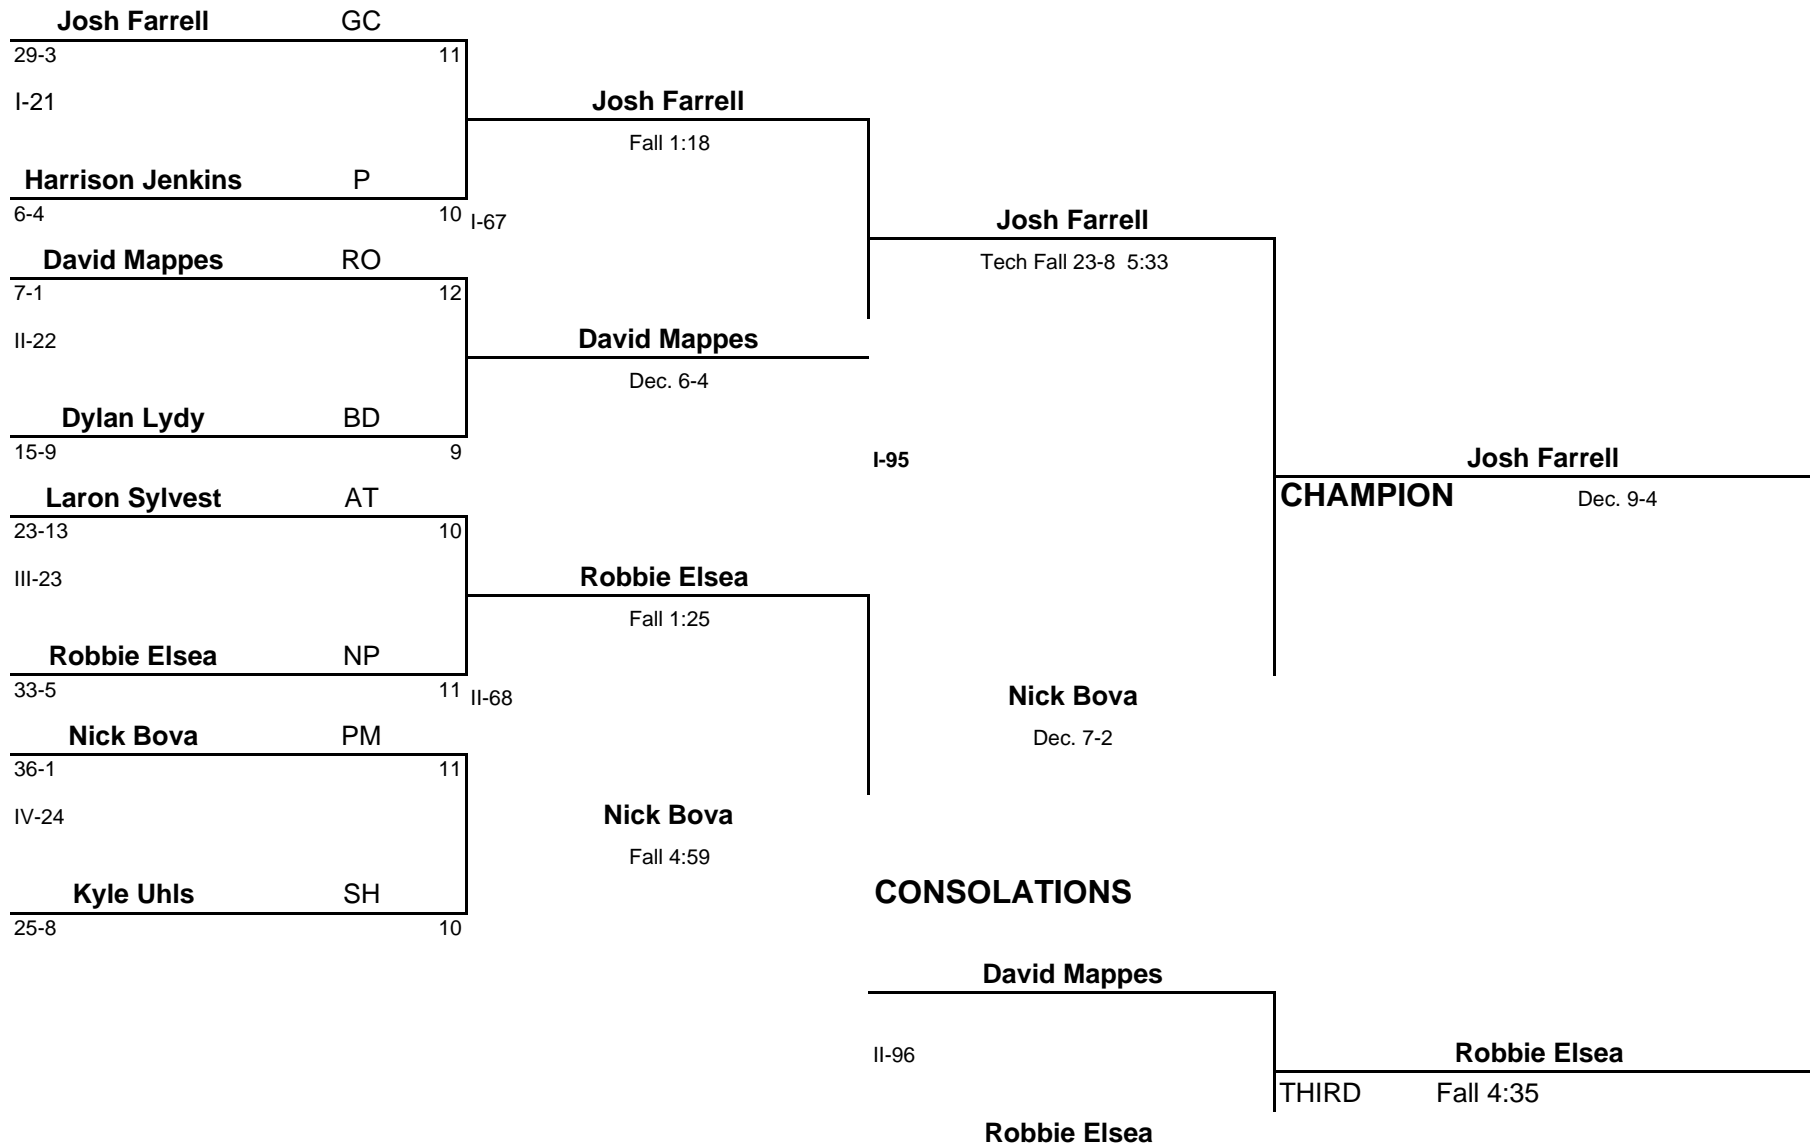 Josh Farrell GC
29-3 11
I-21
Josh Farrell
Fall 1:18
Harrison Jenkins P
6-4 10
I-67
Josh Farrell
Tech Fall 23-8 5:33
David Mappes RO
7-1 12
II-22
David Mappes
Dec. 6-4
Dylan Lydy BD
15-9 9
I-95
Josh Farrell
CHAMPION Dec. 9-4
Laron Sylvest AT
23-13 10
III-23
Robbie Elsea
Fall 1:25
Robbie Elsea NP
33-5 11
II-68
Nick Bova
Dec. 7-2
Nick Bova PM
36-1 11
IV-24
Nick Bova
Fall 4:59
Kyle Uhls SH
25-8 10
CONSOLATIONS
David Mappes
II-96
Robbie Elsea
THIRD Fall 4:35
Robbie Elsea